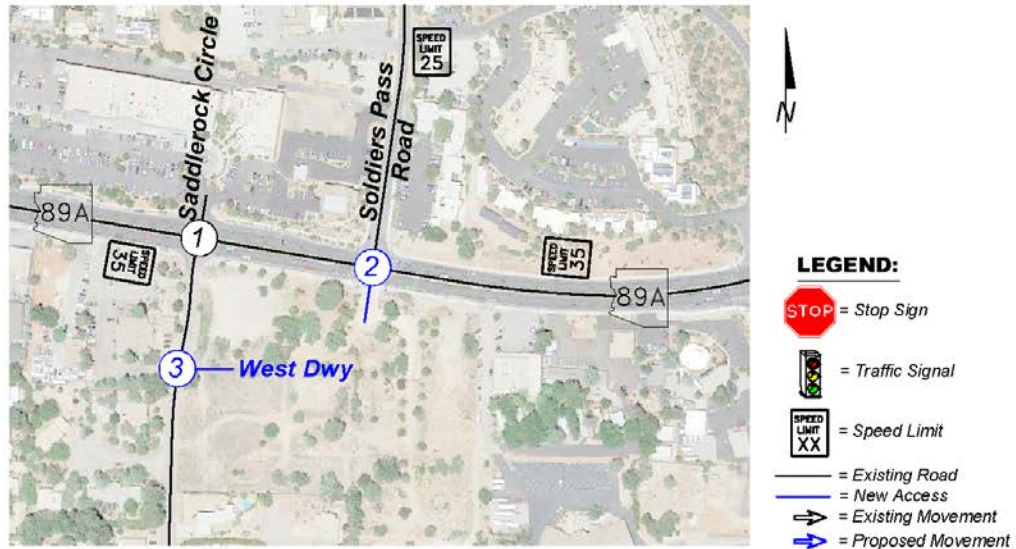 SPEED
LIMIT
25
Saddlerock Circle
Soldiers Pass
Road
N
89A
1
SPEED
LIMIT
35
2
SPEED
LIMIT
35
89A
3
West Dwy
LEGEND:
STOP = Stop Sign
= Traffic Signal
SPEED
LIMIT
XX
= Speed Limit
= Existing Road
= New Access
= Existing Movement
= Proposed Movement